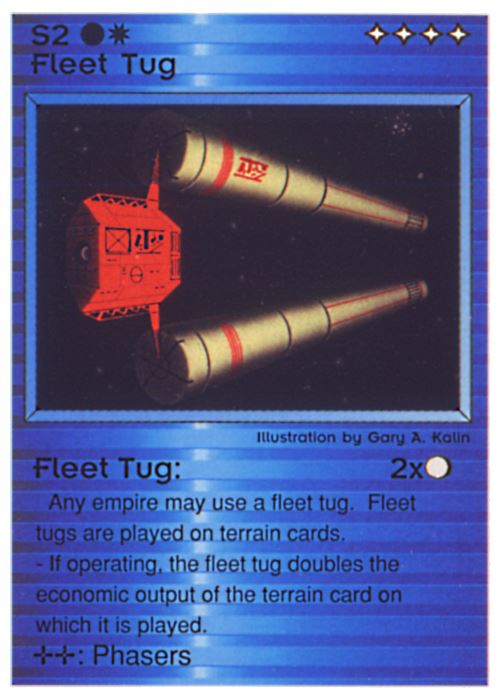 S2
Fleet Tug
Illustration by Gary A. Kalin
Fleet Tug: 2x
Any empire may use a fleet tug. Fleet
tugs are played on terrain cards.
- If operating, the fleet tug doubles the
economic output of the terrain card on
which it is played.
: Phasers